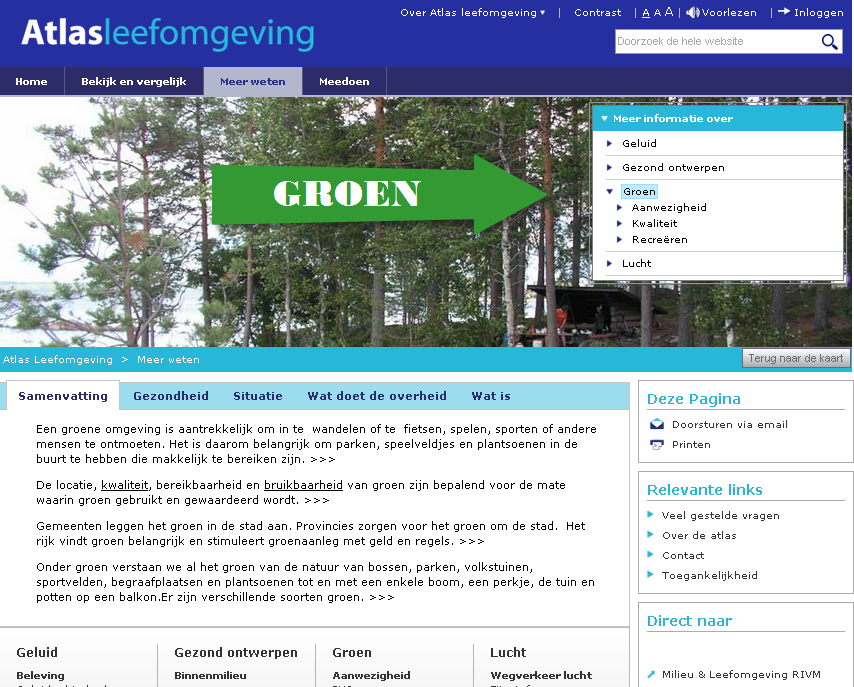 Over Atlas leefomgeving ▾ | Contrast | A A A | Voorlezen | Inloggen
Atlasleefomgeving
Doorzoek de hele website
Home Bekijk en vergelijk Meer weten Meedoen
GROEN
Meer informatie over
Geluid
Gezond ontwerpen
Groen
Aanwezigheid
Kwaliteit
Recreëren
Lucht
Atlas Leefomgeving > Meer weten
Terug naar de kaart
Samenvatting Gezondheid Situatie Wat doet de overheid Wat is
Een groene omgeving is aantrekkelijk om in te wandelen of te fietsen, spelen, sporten of andere
mensen te ontmoeten. Het is daarom belangrijk om parken, speelveldjes en plantsoenen in de
buurt te hebben die makkelijk te bereiken zijn. >>>
De locatie, kwaliteit, bereikbaarheid en bruikbaarheid van groen zijn bepalend voor de mate
waarin groen gebruikt en gewaardeerd wordt. >>>
Gemeenten leggen het groen in de stad aan. Provincies zorgen voor het groen om de stad. Het
rijk vindt groen belangrijk en stimuleert groenaanleg met geld en regels. >>>
Onder groen verstaan we al het groen van de natuur van bossen, parken, volkstuinen,
sportvelden, begraafplaatsen en plantsoenen tot en met een enkele boom, een perkje, de tuin en
potten op een balkon.Er zijn verschillende soorten groen. >>>
Deze Pagina
Doorsturen via email
Printen
Relevante links
Veel gestelde vragen
Over de atlas
Contact
Toegankelijkheid
Direct naar
Milieu & Leefomgeving RIVM
Geluid Gezond ontwerpen Groen Lucht
Beleving Binnenmilieu Aanwezigheid Wegverkeer lucht